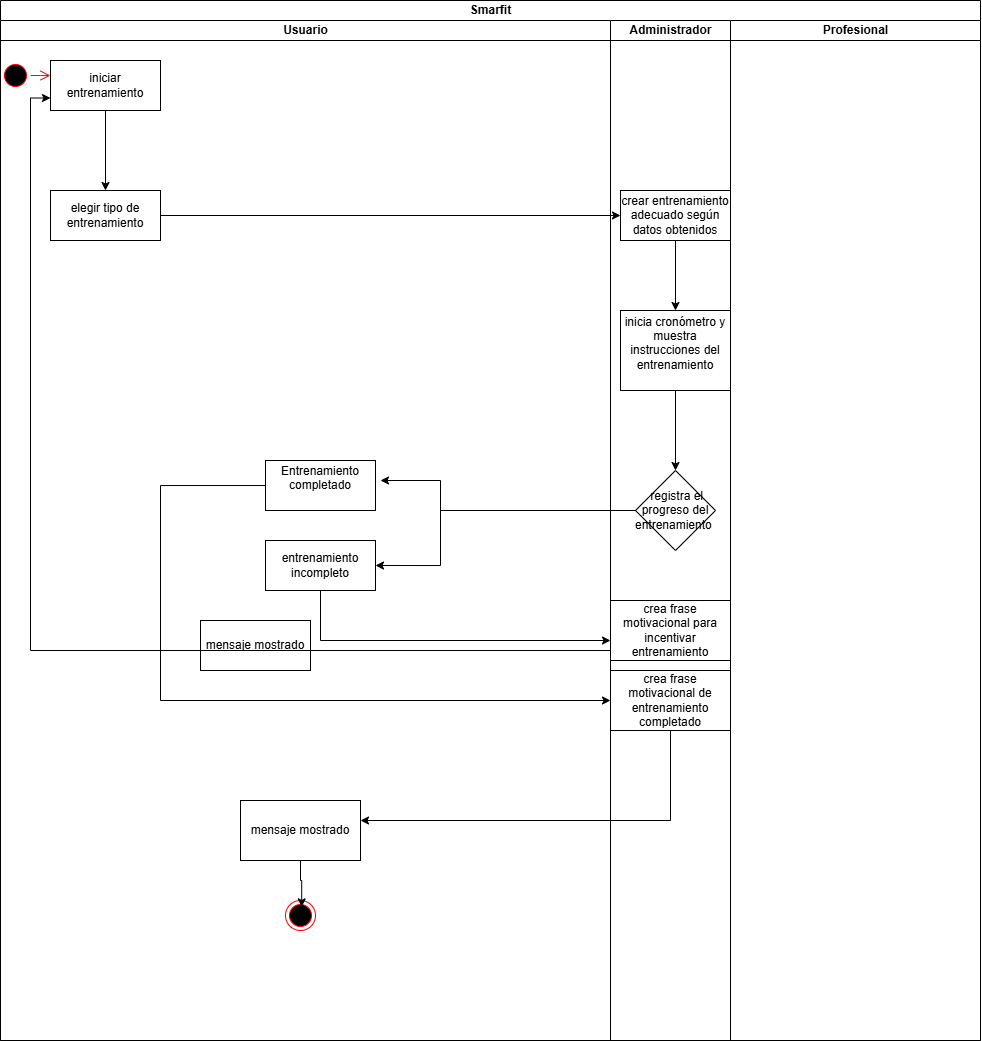 Smarfit
Usuario
Administrador
Profesional
iniciar
entrenamiento
elegir tipo de
entrenamiento
crear entrenamiento
adecuado según
datos obtenidos
inicia cronómetro y
muestra
instrucciones del
entrenamiento
registra el
progreso del
entrenamiento
Entrenamiento
completado
entrenamiento
incompleto
crea frase
motivacional para
incentivar
entrenamiento
mensaje mostrado
crea frase
motivacional de
entrenamiento
completado
mensaje mostrado